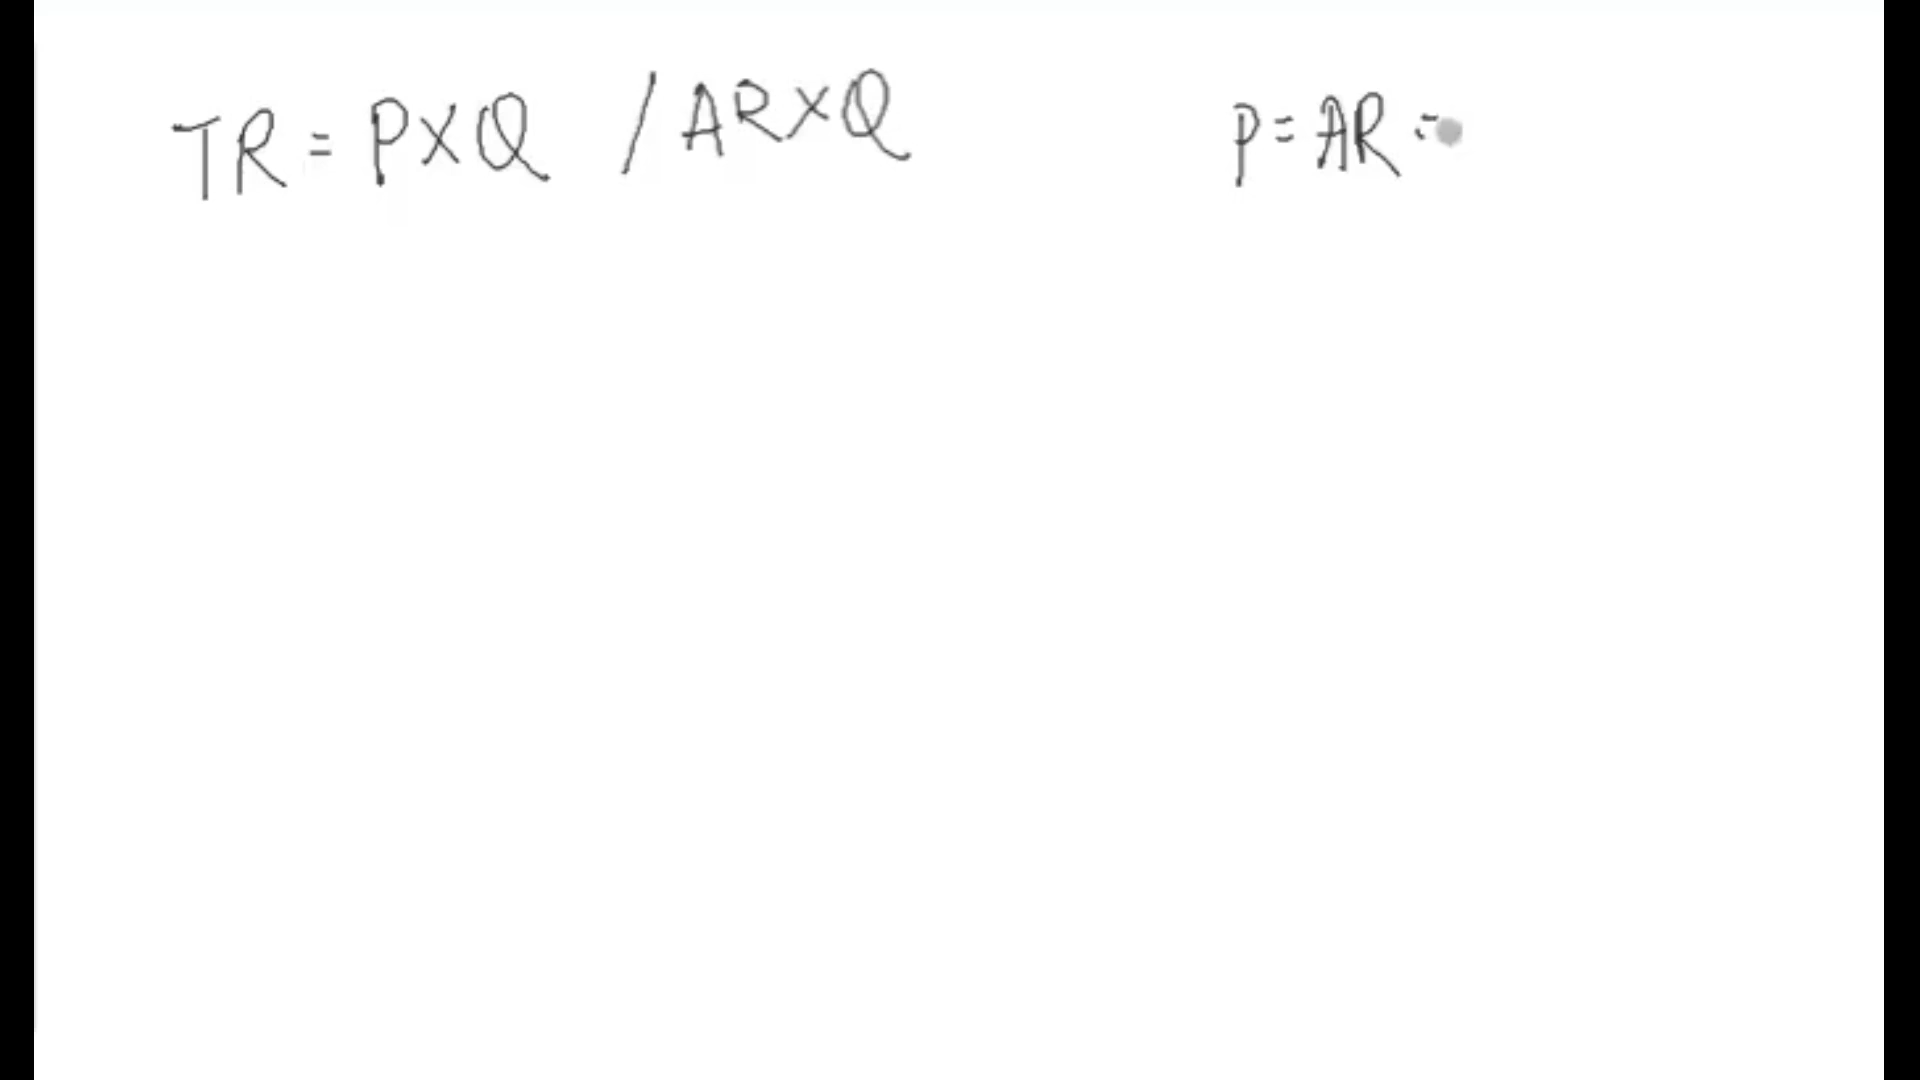 TR = P×Q / AR×Q
P = AR =